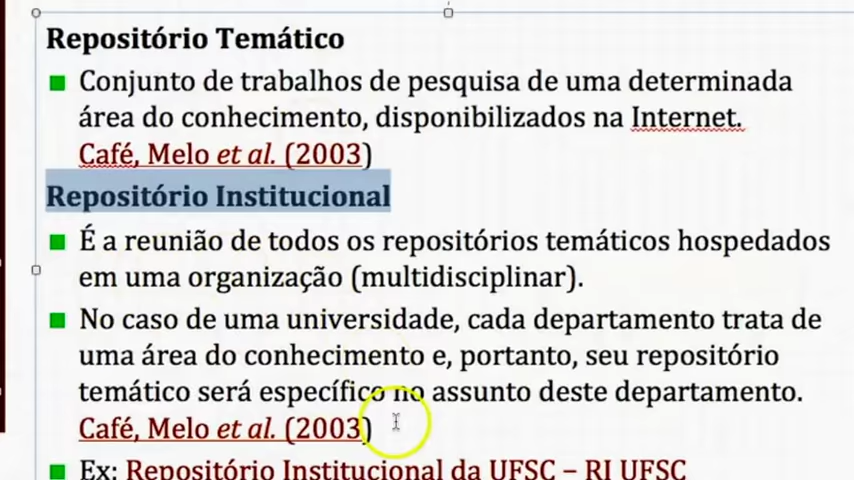 Repositório Temático
Conjunto de trabalhos de pesquisa de uma determinada
área do conhecimento, disponibilizados na Internet.
Café, Melo et al. (2003)
Repositório Institucional
É a reunião de todos os repositórios temáticos hospedados
em uma organização (multidisciplinar).
No caso de uma universidade, cada departamento trata de
uma área do conhecimento e, portanto, seu repositório
temático será específico no assunto deste departamento.
Café, Melo et al. (2003)
Ex: Repositório Institucional da UFSC – RI UFSC